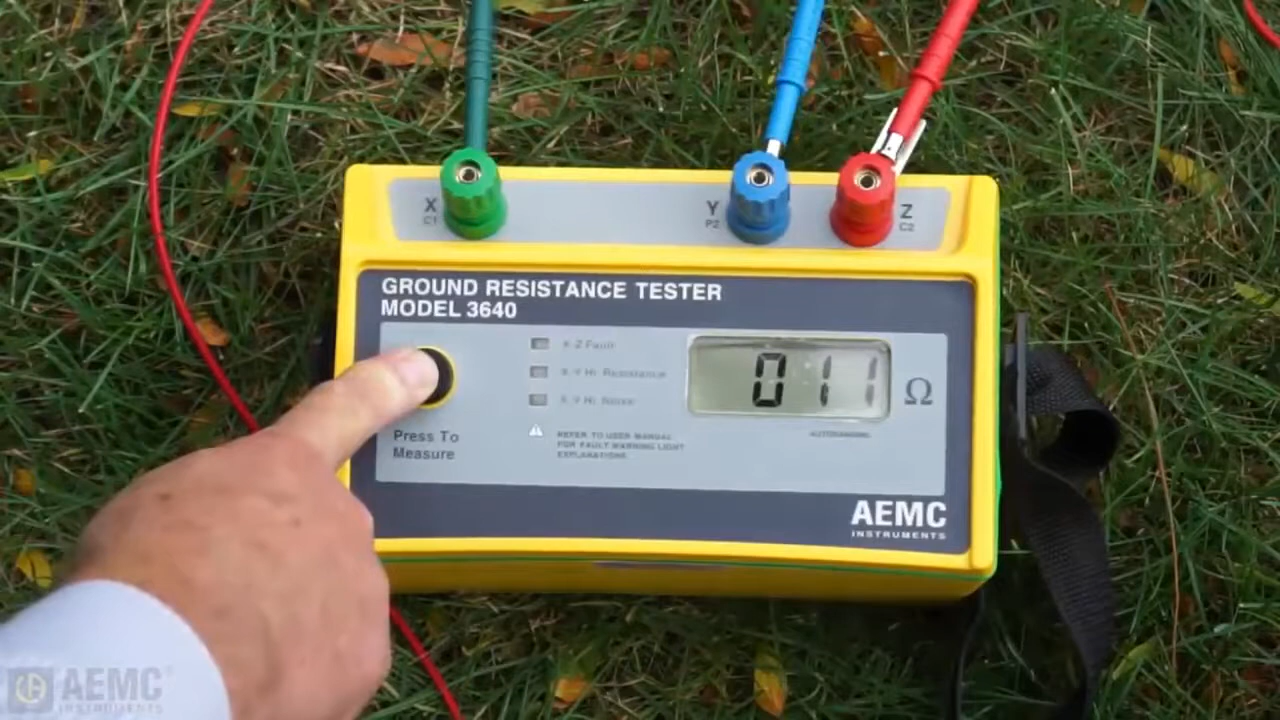 X
C1
Y
P2
Z
C2
GROUND RESISTANCE TESTER
MODEL 3640
X-Z Fault
X-Y Hi Resistance
X-Y Hi Noise
011 Ω
AUTORANGING
Press To
Measure
REFER TO USER MANUAL
FOR FAULT WARNING LIGHT
EXPLANATIONS
AEMC
INSTRUMENTS
AEMC®
INSTRUMENTS